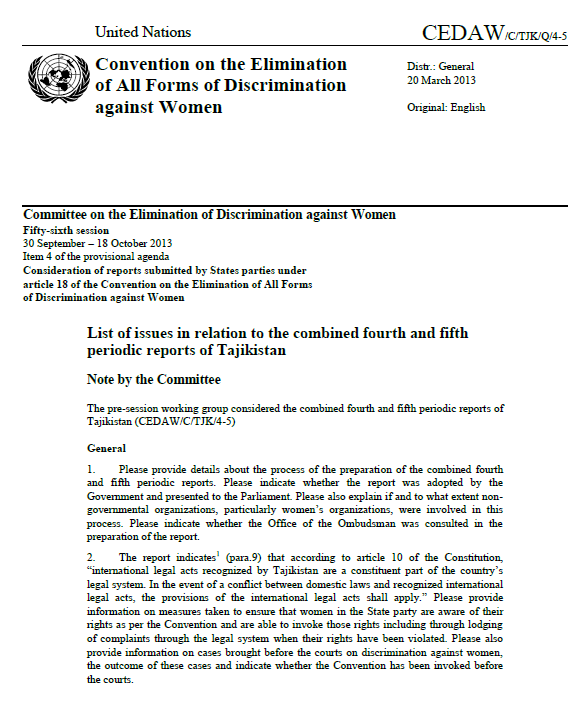 United Nations
CEDAW/C/TJK/Q/4-5
Convention on the Elimination
of All Forms of Discrimination
against Women
Distr.: General
20 March 2013
Original: English
Committee on the Elimination of Discrimination against Women
Fifty-sixth session
30 September – 18 October 2013
Item 4 of the provisional agenda
Consideration of reports submitted by States parties under
article 18 of the Convention on the Elimination of All Forms
of Discrimination against Women
List of issues in relation to the combined fourth and fifth
periodic reports of Tajikistan
Note by the Committee
The pre-session working group considered the combined fourth and fifth periodic reports of
Tajikistan (CEDAW/C/TJK/4-5)
General
1. Please provide details about the process of the preparation of the combined fourth
and fifth periodic reports. Please indicate whether the report was adopted by the
Government and presented to the Parliament. Please also explain if and to what extent non-
governmental organizations, particularly women's organizations, were involved in this
process. Please indicate whether the Office of the Ombudsman was consulted in the
preparation of the report.
2. The report indicates¹ (para.9) that according to article 10 of the Constitution,
“international legal acts recognized by Tajikistan are a constituent part of the country's
legal system. In the event of a conflict between domestic laws and recognized international
legal acts, the provisions of the international legal acts shall apply.” Please provide
information on measures taken to ensure that women in the State party are aware of their
rights as per the Convention and are able to invoke those rights including through lodging
of complaints through the legal system when their rights have been violated. Please also
provide information on cases brought before the courts on discrimination against women,
the outcome of these cases and indicate whether the Convention has been invoked before
the courts.